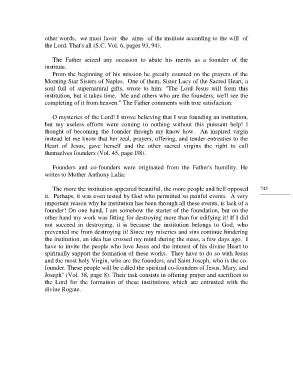 other words, we must favor the aims of the institute according to the will of
the Lord. That's all (S.C. Vol. 6, pages 93, 94).
The Father seized any occasion to abase his merits as a founder of the
institute.
From the beginning of his mission he greatly counted on the prayers of the
Morning Star Sisters of Naples. One of them, Sister Lucy of the Sacred Heart, a
soul full of supernatural gifts, wrote to him: "The Lord Jesus will form this
institution, but it takes time. Me and others who are the founders, we'll see the
completing of it from heaven." The Father comments with true satisfaction:
O mysteries of the Lord! I trove believing that I was founding an institution,
but my useless efforts were coming to nothing without this puissant help! I
thought of becoming the founder through my know how. An inspired virgin
instead let me know that her zeal, prayers, offering, and tender entreaties to the
Heart of Jesus, gave herself and the other sacred virgins the right to call
themselves founders (Vol. 45, page l98).
Founders and co-founders were originated from the Father's humility. He
writes to Mother Anthony Lalia:
The more the institution appeared beautiful, the more people and hell opposed
it. Perhaps, it was even tested by God who permitted so painful events. A very
important reason why he institution has been through all these events, is lack of a
founder! On one hand, I am somehow the starter of the foundation, but on the
other hand my work was fitting for destroying more than for edifying it! If I did
not succeed in destroying it, it is because the institution belongs to God, who
prevented me from destroying it! Since my miseries and sins continue hindering
the institution, an idea has crossed my mind during the mass, a few days ago. I
have to invite the people who love Jesus and the interest of his divine Heart to
spiritually support the formation of these works. They have to do so with Jesus
and the most holy Virgin, who are the founders, and Saint Joseph, who is the co-
founder. These people will be called the spiritual co-founders of Jesus, Mary, and
Joseph" (Vol. 38, page 8). Their task consists in offering prayer and sacrifices to
the Lord for the formation of these institutions which are entrusted with the
divine Rogate.
743